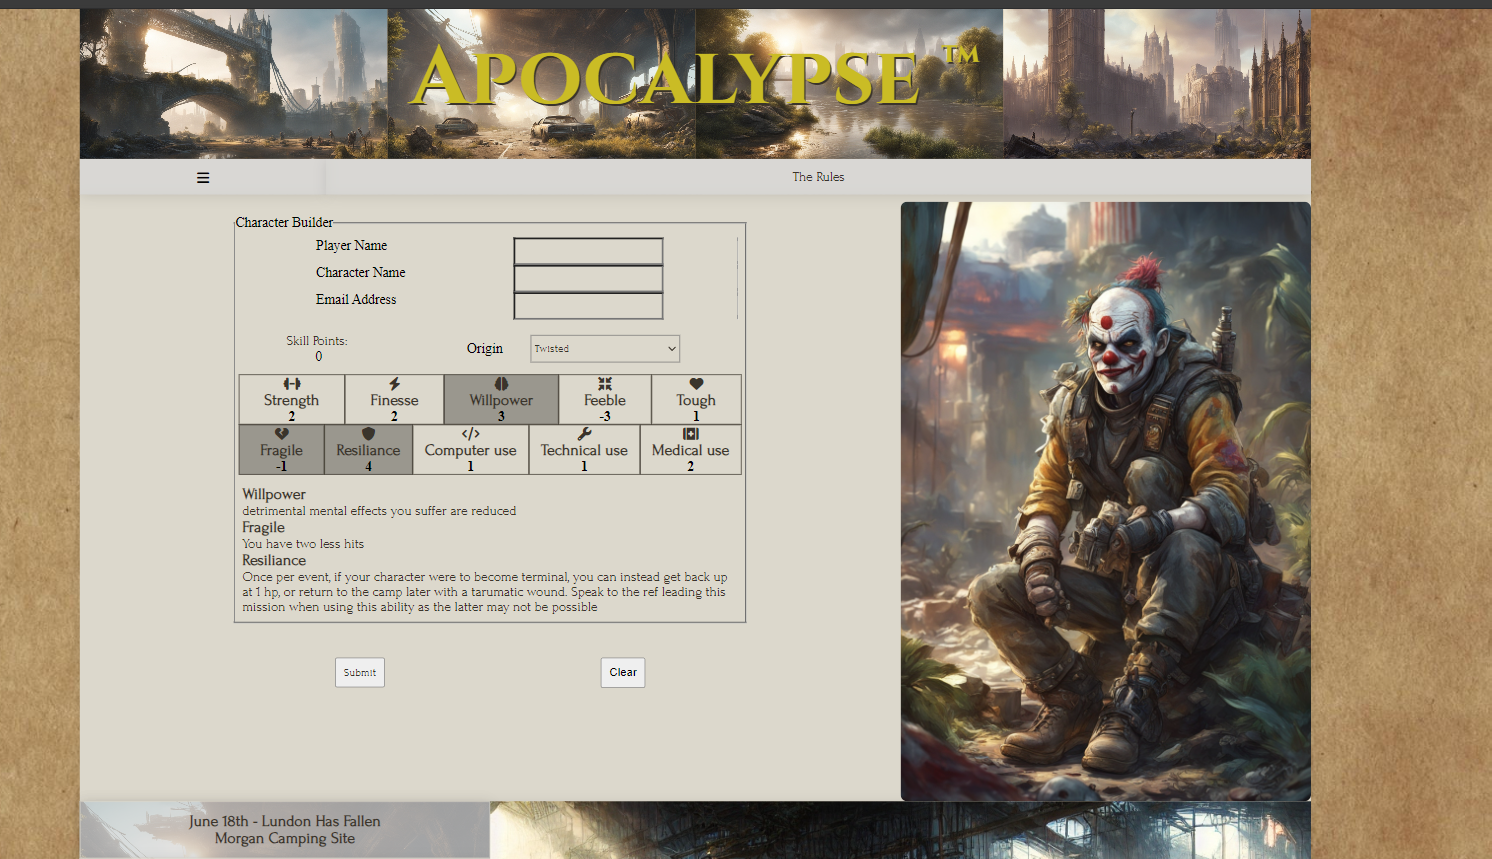 APOCALYPSE ™
The Rules
Character Builder
Player Name
Character Name
Email Address
Skill Points:
0
Origin
Twisted
Strength
2
Finesse
2
Willpower
3
Feeble
-3
Tough
1
Fragile
-1
Resiliance
4
Computer use
1
Technical use
1
Medical use
2
Willpower
detrimental mental effects you suffer are reduced
Fragile
You have two less hits
Resiliance
Once per event, if your character were to become terminal, you can instead get back up
at 1 hp, or return to the camp later with a tarumatic wound. Speak to the ref leading this
mission when using this ability as the latter may not be possible
Submit
Clear
June 18th - Lundon Has Fallen
Morgan Camping Site